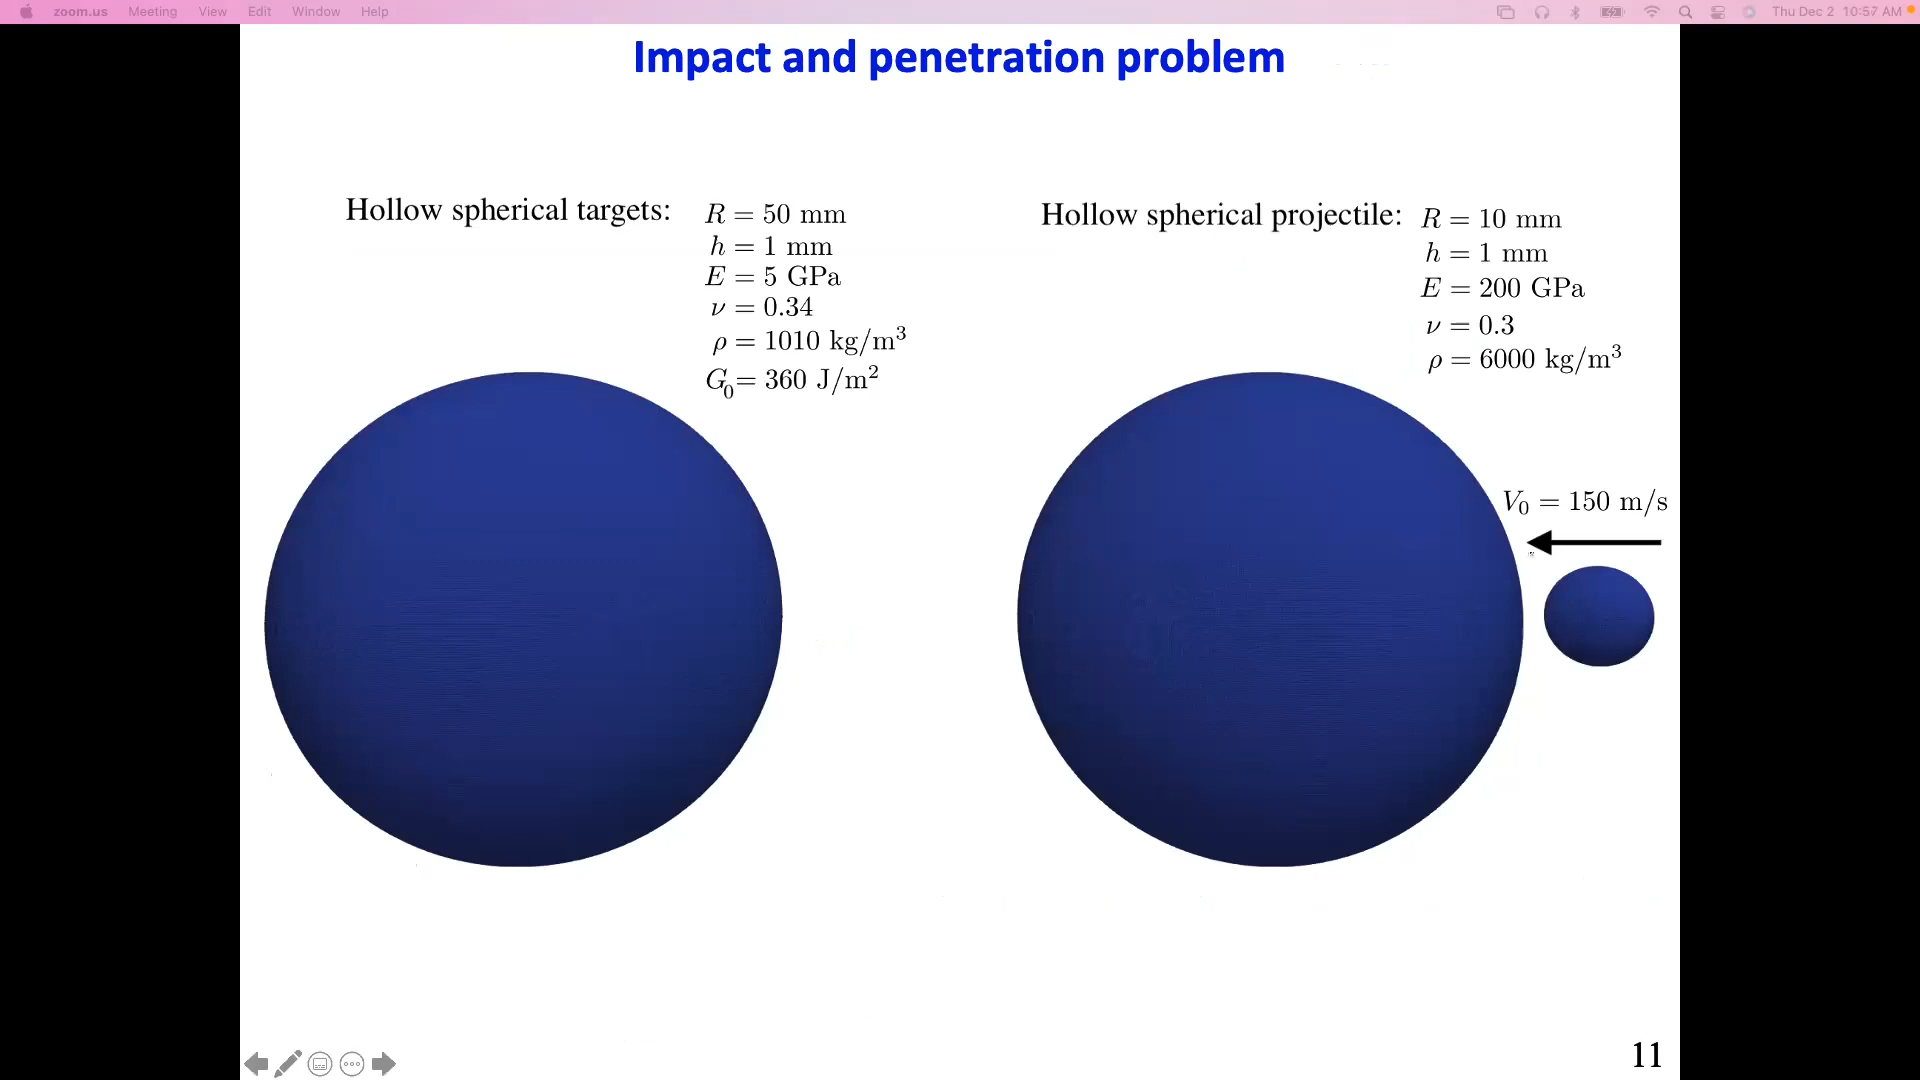 zoom.us Meeting View Edit Window Help Thu Dec 2 10:57 AM
Impact and penetration problem
Hollow spherical targets:
R = 50 mm
h = 1 mm
E = 5 GPa
ν = 0.34
ρ = 1010 kg/m³
G₀= 360 J/m²
Hollow spherical projectile:
R = 10 mm
h = 1 mm
E = 200 GPa
ν = 0.3
ρ = 6000 kg/m³
V₀ = 150 m/s
11